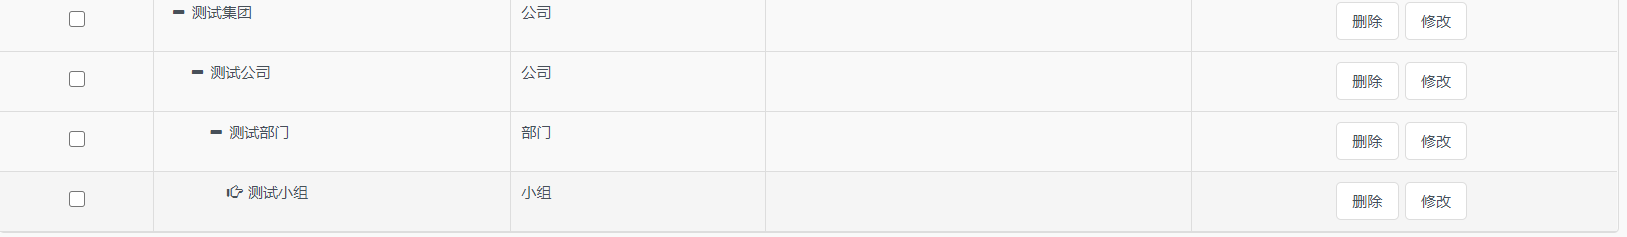 测试集团 公司 删除 修改
测试公司 公司 删除 修改
测试部门 部门 删除 修改
测试小组 小组 删除 修改